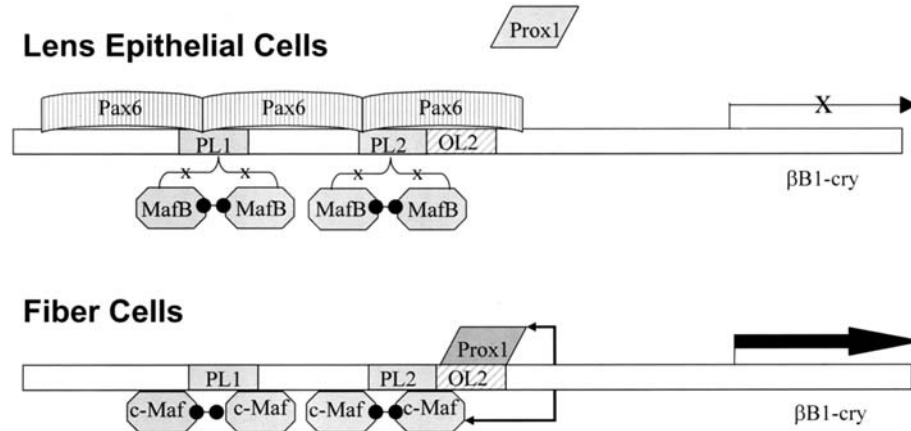 Prox1
Lens Epithelial Cells
Pax6 Pax6 Pax6 X
PL1 PL2 OL2
x x x x βB1-cry
MafB MafB MafB MafB
Fiber Cells
Prox1
PL1 PL2 OL2
c-Maf c-Maf c-Maf c-Maf βB1-cry